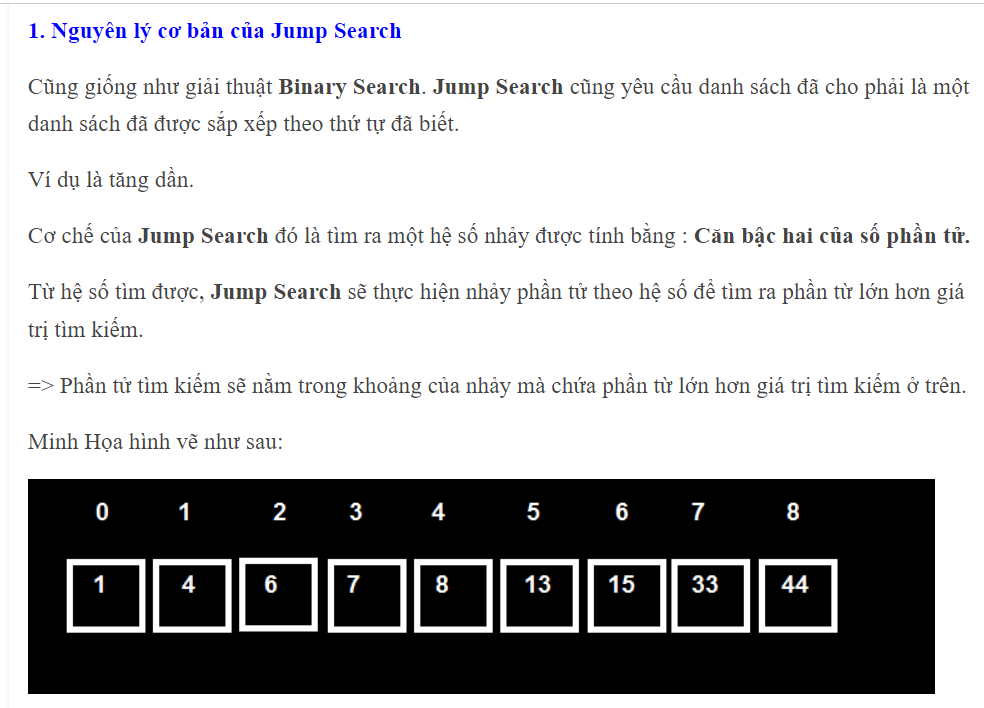 1. Nguyên lý cơ bản của Jump Search
Cũng giống như giải thuật Binary Search. Jump Search cũng yêu cầu danh sách đã cho phải là một
danh sách đã được sắp xếp theo thứ tự đã biết.
Ví dụ là tăng dần.
Cơ chế của Jump Search đó là tìm ra một hệ số nhảy được tính bằng : Căn bậc hai của số phần tử.
Từ hệ số tìm được, Jump Search sẽ thực hiện nhảy phần tử theo hệ số để tìm ra phần từ lớn hơn giá
trị tìm kiếm.
=> Phần tử tìm kiếm sẽ nằm trong khoảng của nhảy mà chứa phần từ lớn hơn giá trị tìm kiếm ở trên.
Minh Họa hình vẽ như sau:
0 1 2 3 4 5 6 7 8
1 4 6 7 8 13 15 33 44